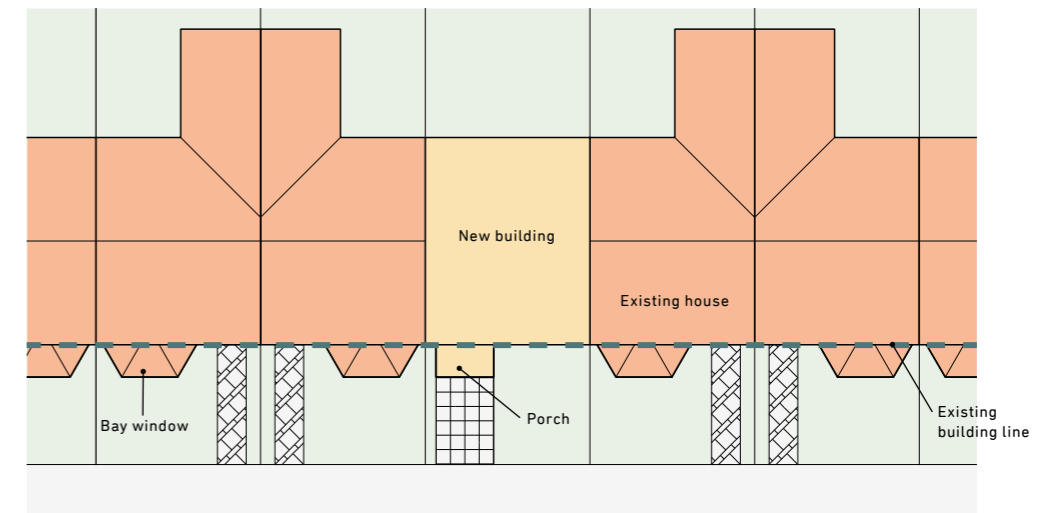 New building
Existing house
Bay window
Porch
Existing
building line